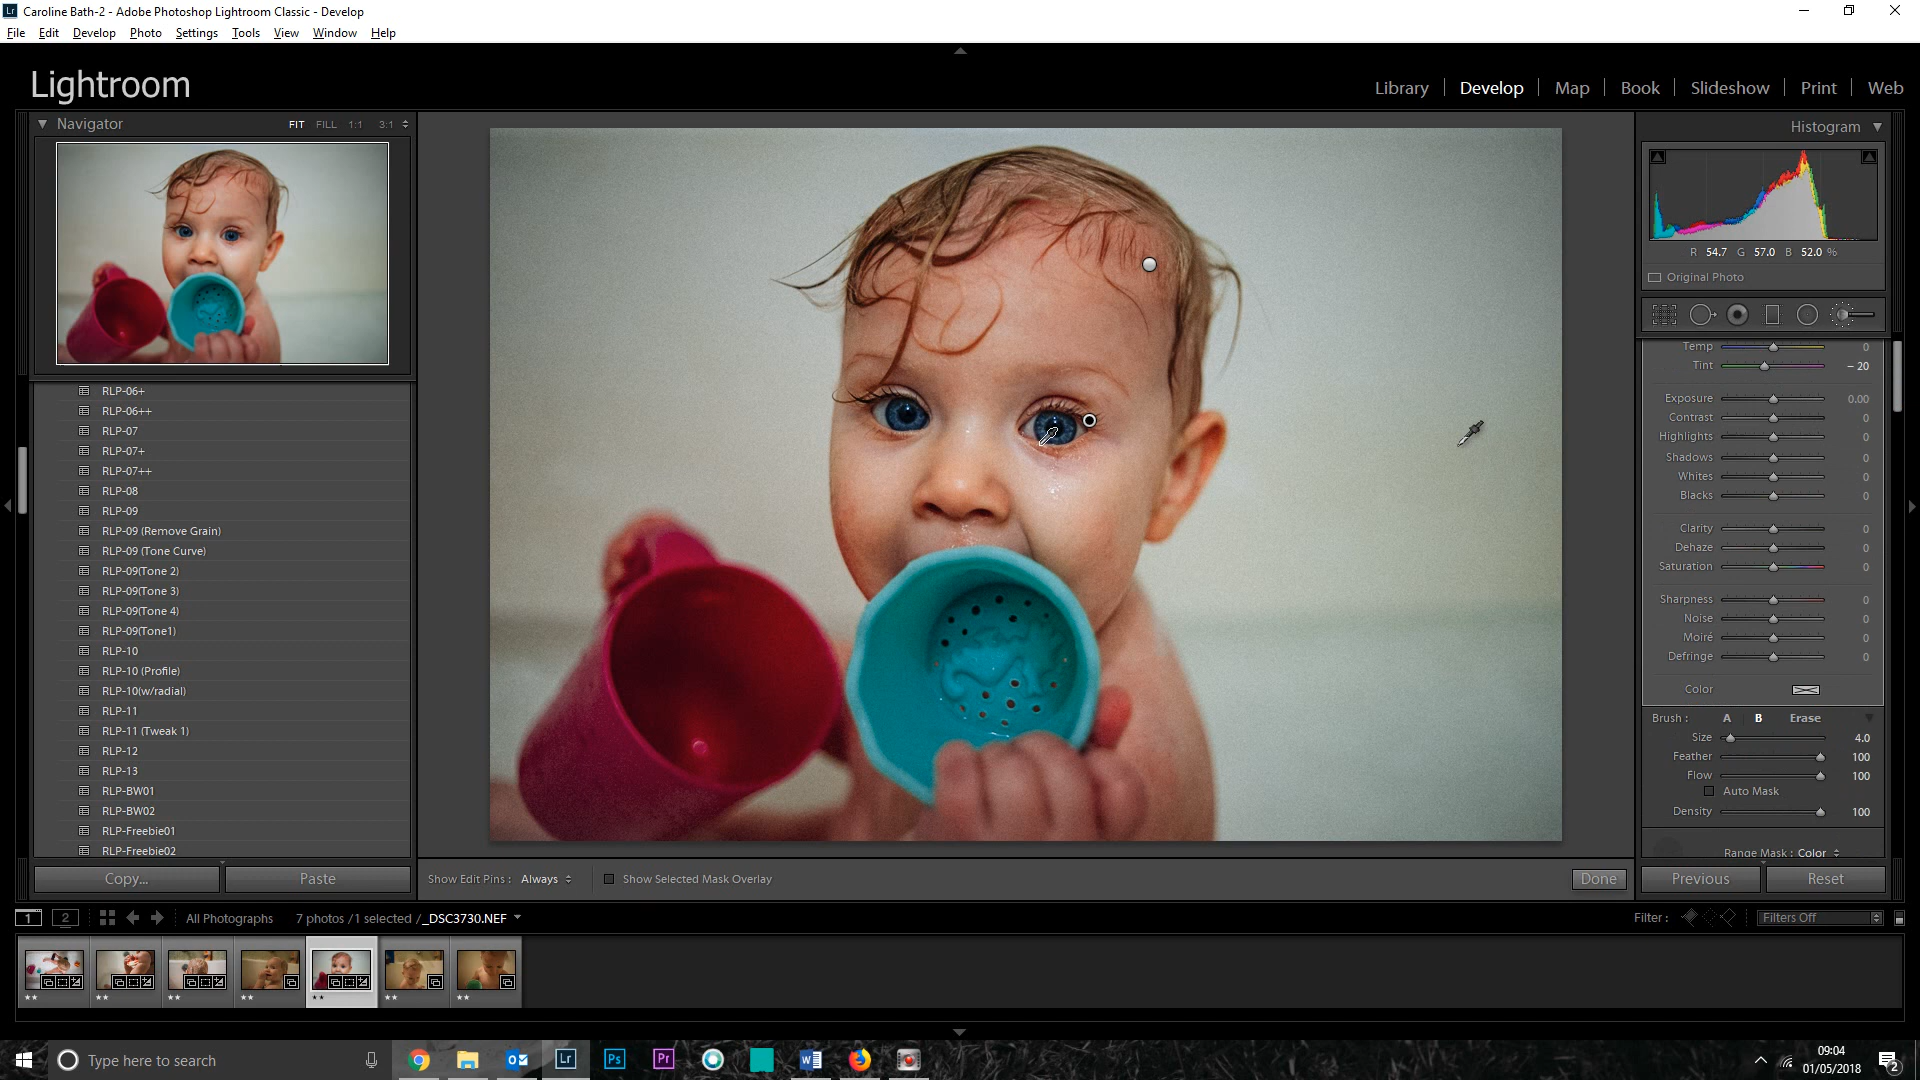 Lr Caroline Bath-2 - Adobe Photoshop Lightroom Classic - Develop
File Edit Develop Photo Settings Tools View Window Help
Lightroom
Library Develop Map Book Slideshow Print Web
Navigator FIT FILL 1:1 3:1
Histogram
R 54.7 G 57.0 B 52.0 %
Original Photo
Temp 0
Tint – 20
Exposure 0.00
Contrast 0
Highlights 0
Shadows 0
Whites 0
Blacks 0
Clarity 0
Dehaze 0
Saturation 0
Sharpness 0
Noise 0
Moiré 0
Defringe 0
Color
Brush : A B Erase
Size 4.0
Feather 100
Flow 100
Auto Mask
Density 100
Range Mask : Color
RLP-06+
RLP-06++
RLP-07
RLP-07+
RLP-07++
RLP-08
RLP-09
RLP-09 (Remove Grain)
RLP-09 (Tone Curve)
RLP-09(Tone 2)
RLP-09(Tone 3)
RLP-09(Tone 4)
RLP-09(Tone1)
RLP-10
RLP-10 (Profile)
RLP-10(w/radial)
RLP-11
RLP-11 (Tweak 1)
RLP-12
RLP-13
RLP-BW01
RLP-BW02
RLP-Freebie01
RLP-Freebie02
Copy... Paste
Show Edit Pins : Always Show Selected Mask Overlay Done
Previous Reset
1 2 All Photographs 7 photos /1 selected /_DSC3730.NEF
Filter : Filters Off
Type here to search
Lr Ps Pr
09:04
01/05/2018
2